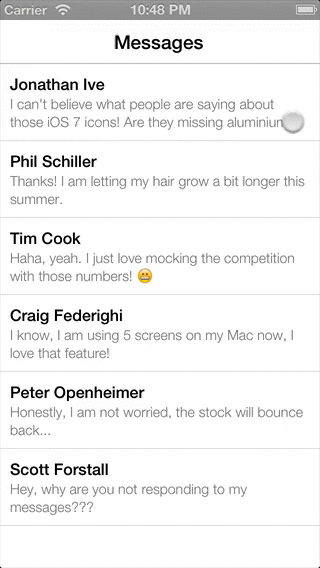 Carrier 10:48 PM
Messages
Jonathan Ive
I can't believe what people are saying about
those iOS 7 icons! Are they missing aluminium
Phil Schiller
Thanks! I am letting my hair grow a bit longer this
summer.
Tim Cook
Haha, yeah. I just love mocking the competition
with those numbers! 😁
Craig Federighi
I know, I am using 5 screens on my Mac now, I
love that feature!
Peter Openheimer
Honestly, I am not worried, the stock will bounce
back...
Scott Forstall
Hey, why are you not responding to my
messages???